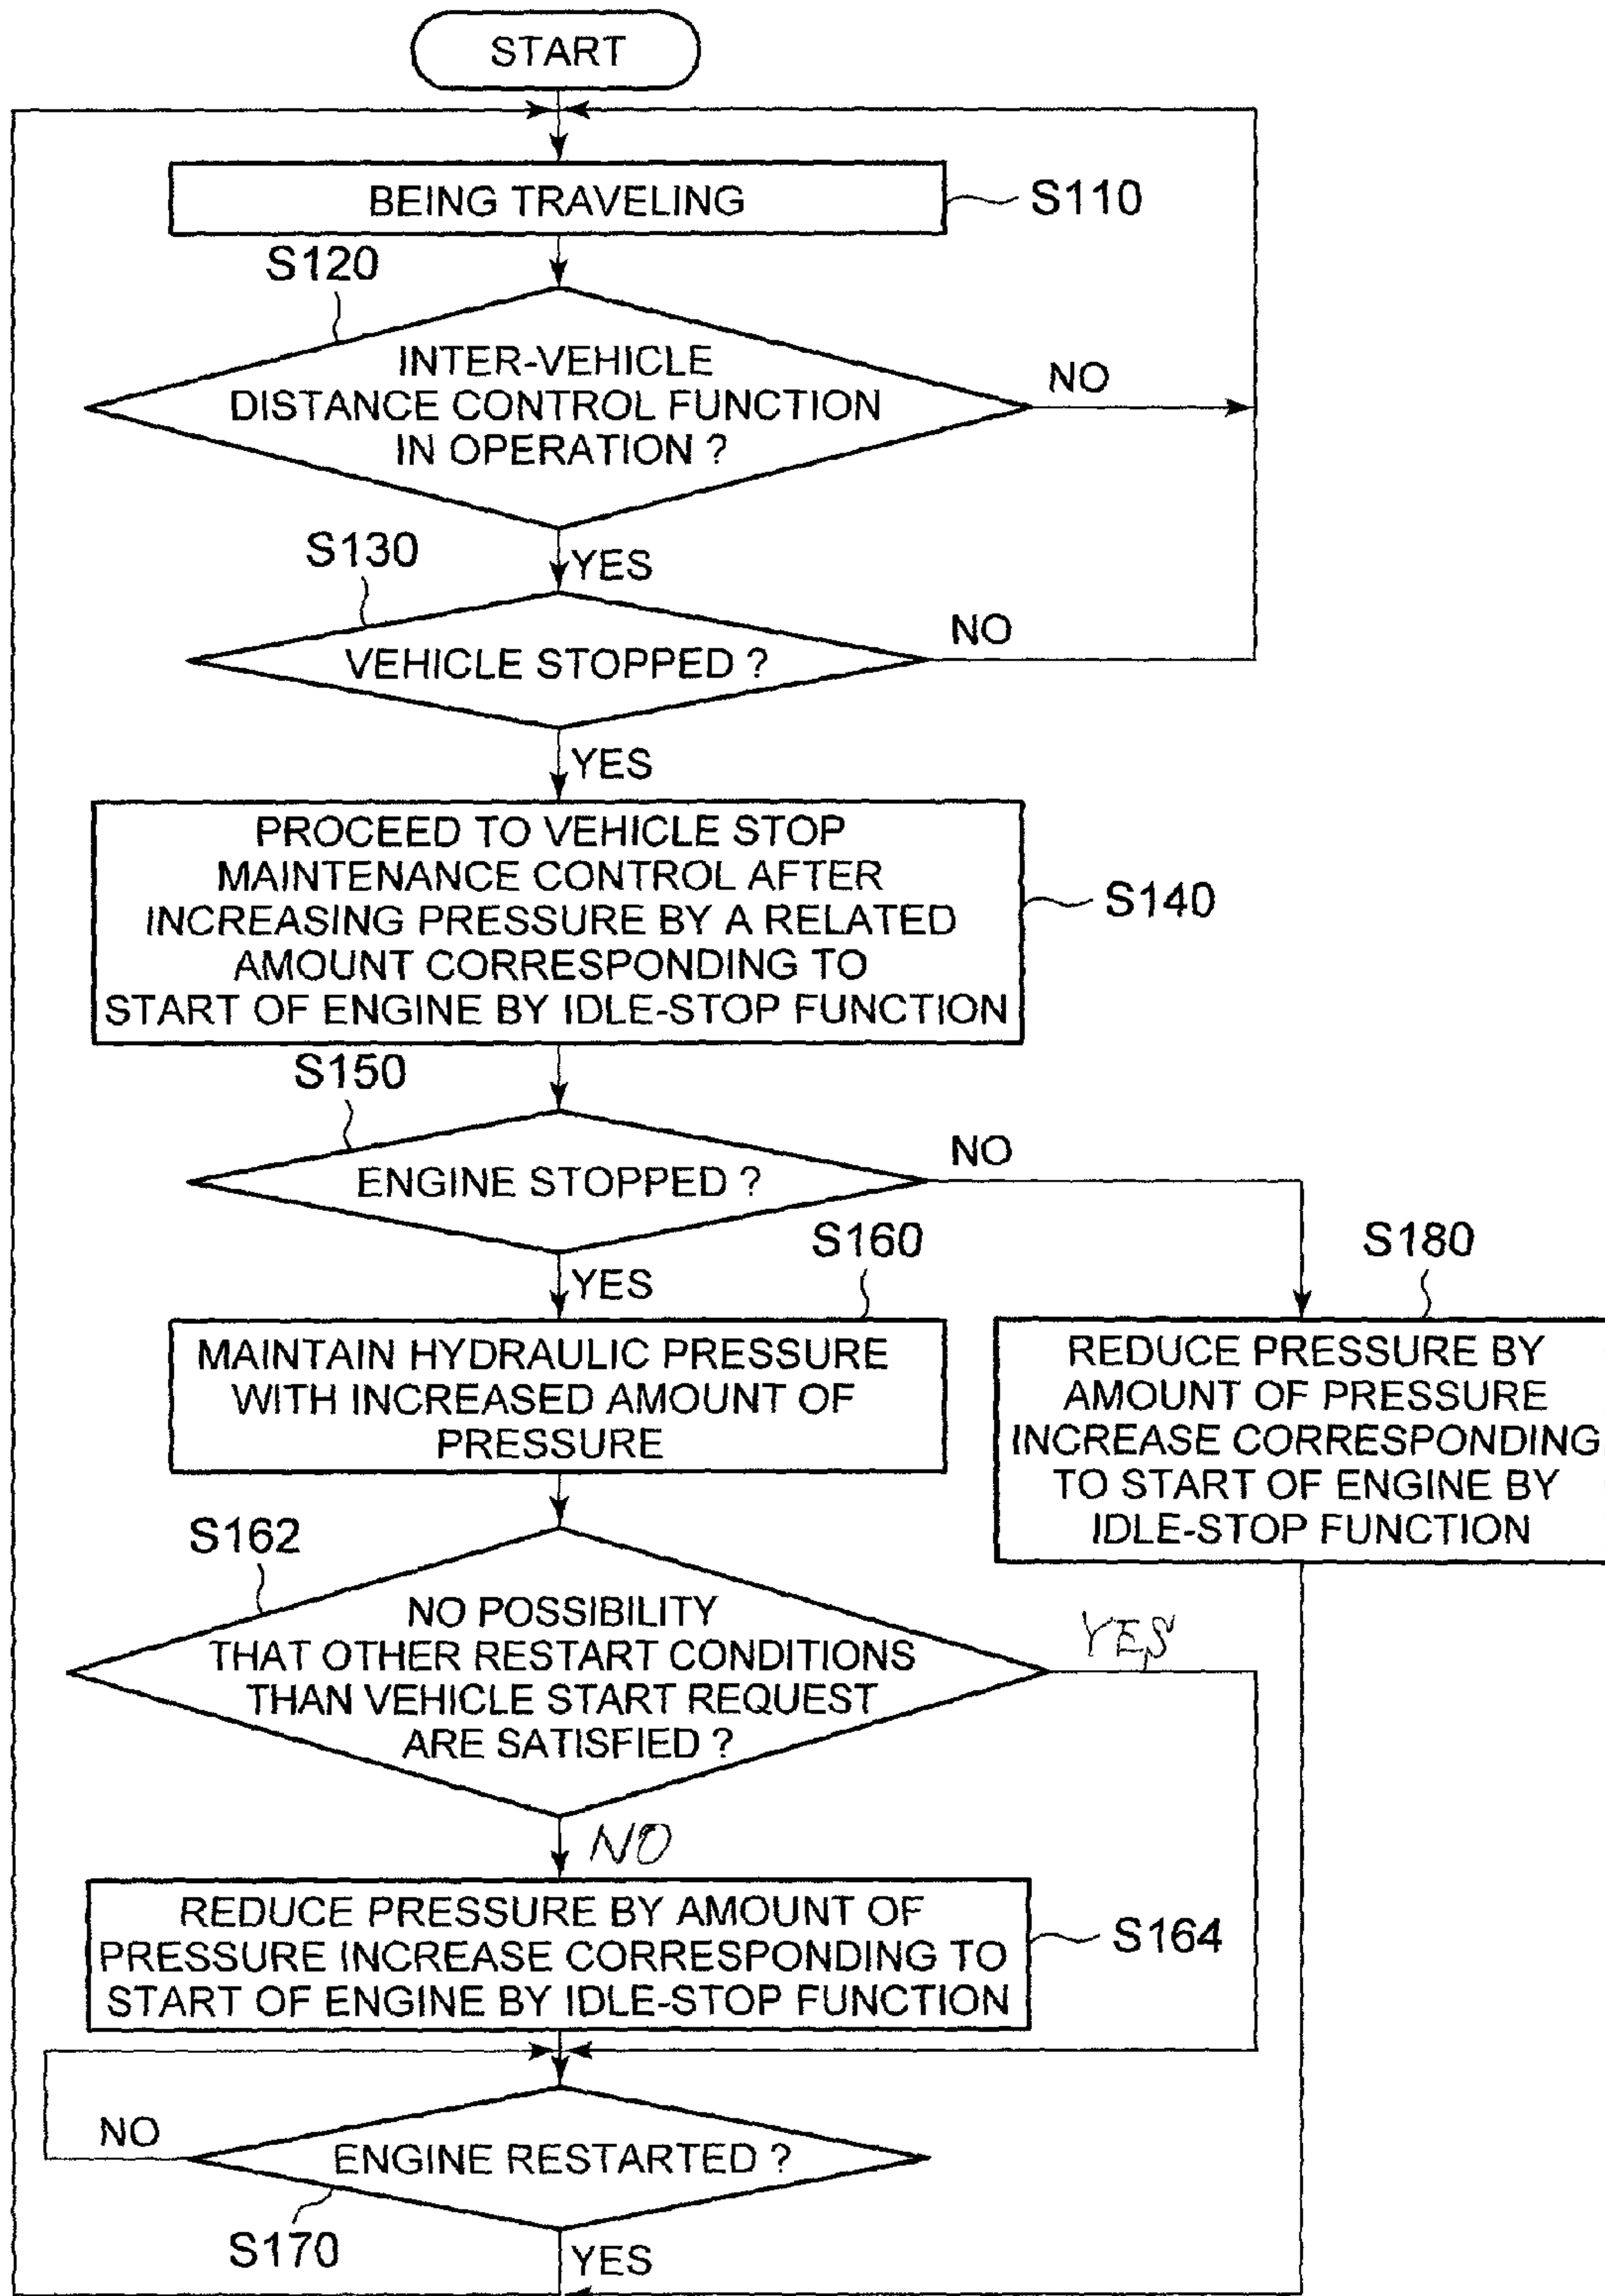 START
BEING TRAVELING
S110
S120
INTER-VEHICLE
DISTANCE CONTROL FUNCTION
IN OPERATION ?
NO
YES
S130
VEHICLE STOPPED ?
NO
YES
PROCEED TO VEHICLE STOP
MAINTENANCE CONTROL AFTER
INCREASING PRESSURE BY A RELATED
AMOUNT CORRESPONDING TO
START OF ENGINE BY IDLE-STOP FUNCTION
S140
S150
ENGINE STOPPED ?
NO
YES
S160
MAINTAIN HYDRAULIC PRESSURE
WITH INCREASED AMOUNT OF
PRESSURE
S180
REDUCE PRESSURE BY
AMOUNT OF PRESSURE
INCREASE CORRESPONDING
TO START OF ENGINE BY
IDLE-STOP FUNCTION
S162
NO POSSIBILITY
THAT OTHER RESTART CONDITIONS
THAN VEHICLE START REQUEST
ARE SATISFIED ?
YES
NO
REDUCE PRESSURE BY AMOUNT OF
PRESSURE INCREASE CORRESPONDING TO
START OF ENGINE BY IDLE-STOP FUNCTION
S164
NO
ENGINE RESTARTED ?
S170
YES